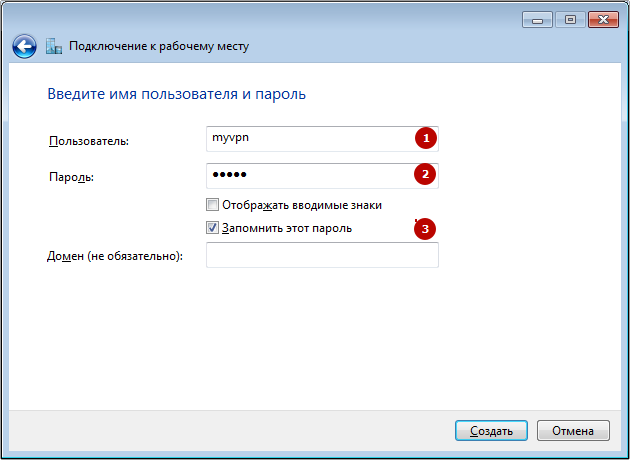 Подключение к рабочему месту
Введите имя пользователя и пароль
Пользователь: myvpn 1
Пароль: ●●●●● 2
Отображать вводимые знаки
Запомнить этот пароль 3
Домен (не обязательно):
Создать Отмена